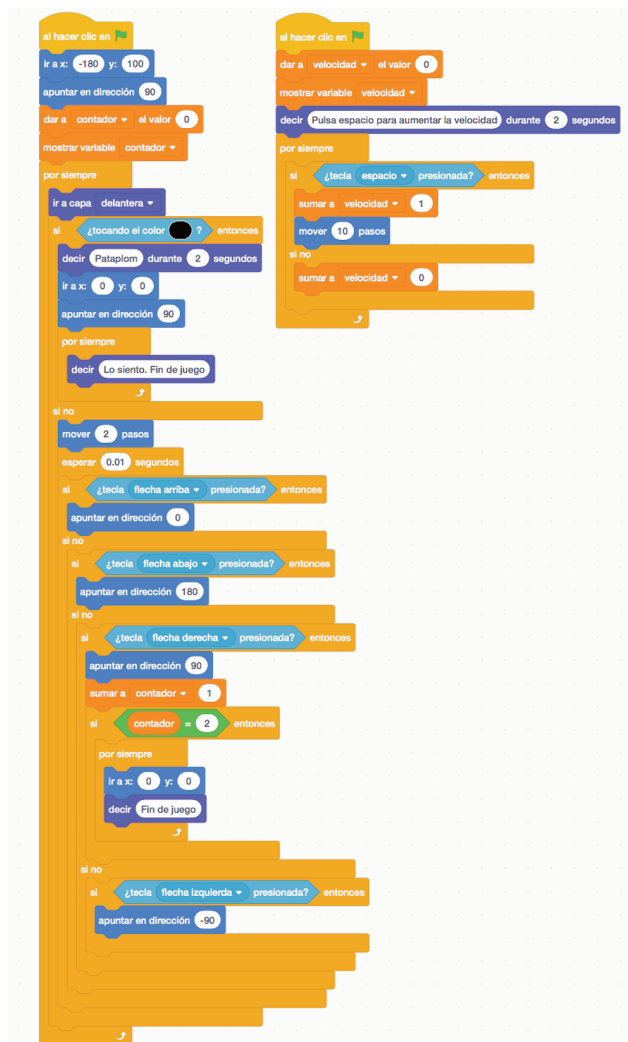 al hacer clic en
ir a x: -180 y: 100
apuntar en dirección 90
dar a contador el valor 0
mostrar variable contador
por siempre
ir a capa delantera
si ¿tocando el color ? entonces
decir Pataplom durante 2 segundos
ir a x: 0 y: 0
apuntar en dirección 90
por siempre
decir Lo siento. Fin de juego
si no
mover 2 pasos
esperar 0.01 segundos
si ¿tecla flecha arriba presionada? entonces
apuntar en dirección 0
si no
si ¿tecla flecha abajo presionada? entonces
apuntar en dirección 180
si no
si ¿tecla flecha derecha presionada? entonces
apuntar en dirección 90
sumar a contador 1
si contador = 2 entonces
por siempre
ir a x: 0 y: 0
decir Fin de juego
si no
si ¿tecla flecha izquierda presionada? entonces
apuntar en dirección -90
al hacer clic en
dar a velocidad el valor 0
mostrar variable velocidad
decir Pulsa espacio para aumentar la velocidad durante 2 segundos
por siempre
si ¿tecla espacio presionada? entonces
sumar a velocidad 1
mover 10 pasos
si no
sumar a velocidad 0